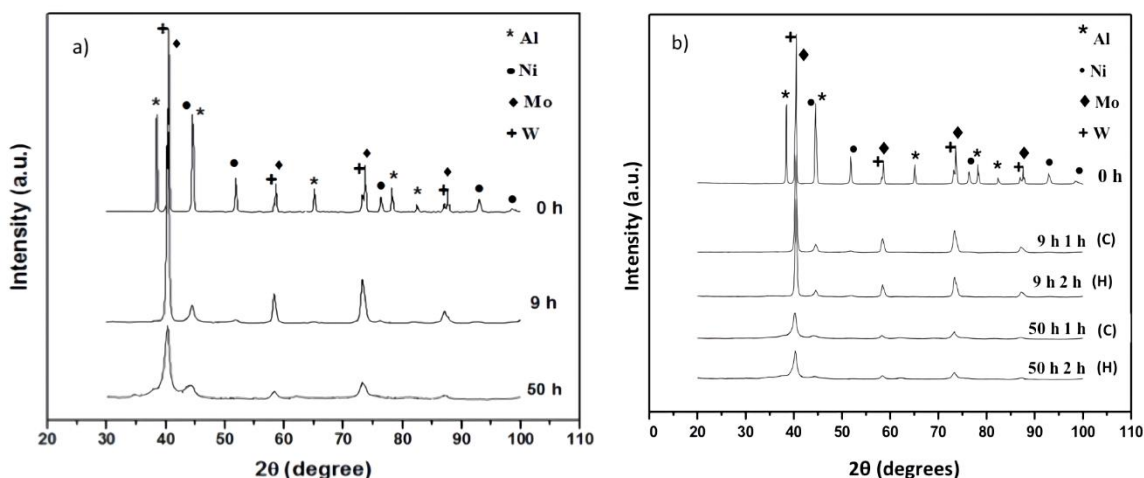 a)
* Al
● Ni
◆ Mo
+ W
+
◆
*
●
*
●
+
◆
*
+
◆
●
*
*
+
◆
●
●
0 h
9 h
50 h
Intensity (a.u.)
20 30 40 50 60 70 80 90 100 110
2θ (degree)
b)
* Al
● Ni
◆ Mo
+ W
+
◆
*
●
*
●
+
◆
*
+
◆
●
*
*
+
◆
●
●
0 h
9 h 1 h (C)
9 h 2 h (H)
50 h 1 h (C)
50 h 2 h (H)
Intensity (a.u.)
20 10 20 30 40 50 60 70 80 90 100 110
2θ (degrees)